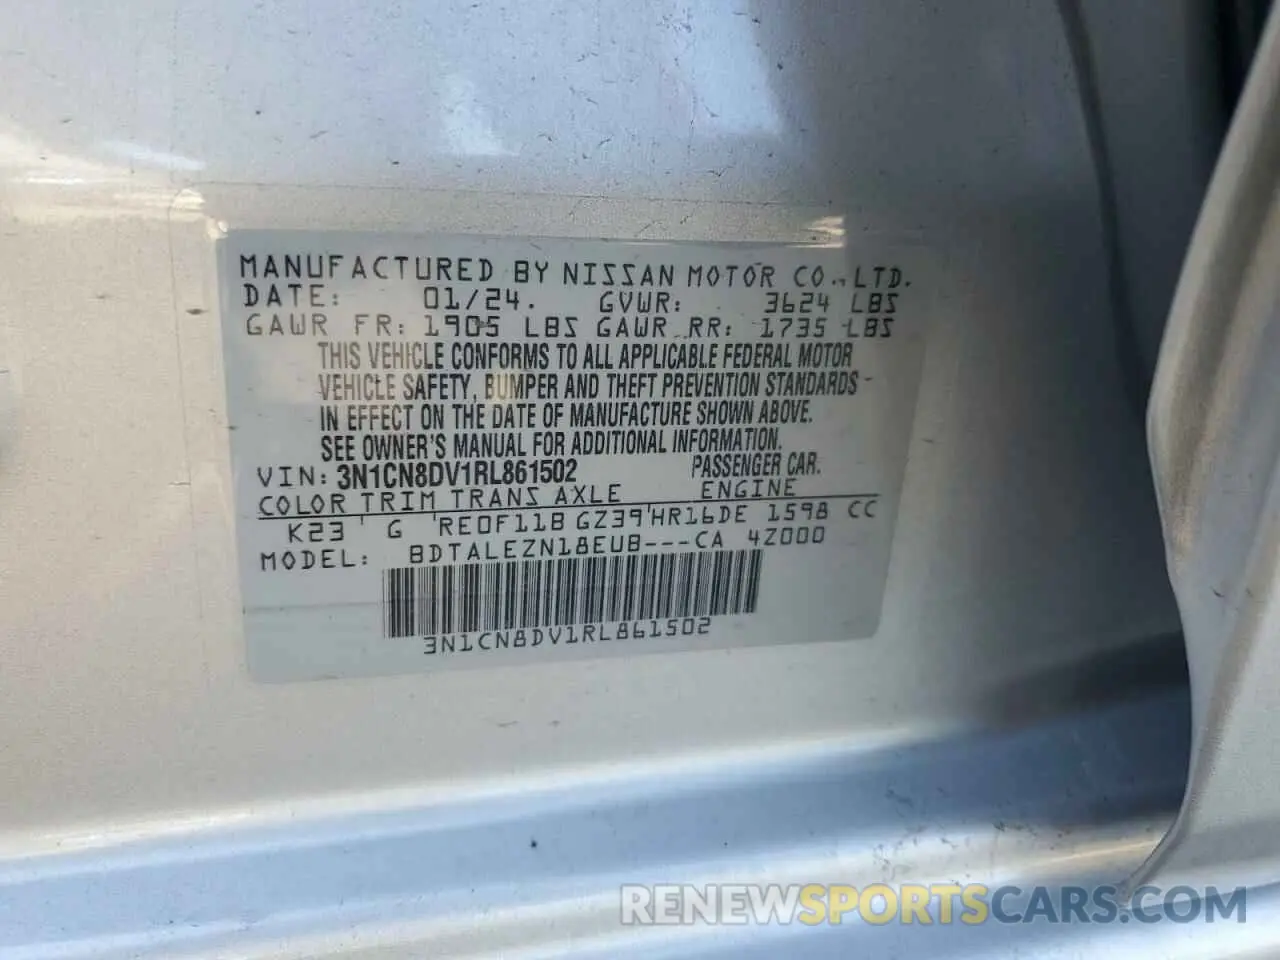 MANUFACTURED BY NISSAN MOTOR CO., LTD.
DATE: 01/24. GVWR: 3624 LBS
GAWR FR: 1905 LBS GAWR RR: 1735 LBS
THIS VEHICLE CONFORMS TO ALL APPLICABLE FEDERAL MOTOR
VEHICLE SAFETY, BUMPER AND THEFT PREVENTION STANDARDS
IN EFFECT ON THE DATE OF MANUFACTURE SHOWN ABOVE.
SEE OWNER'S MANUAL FOR ADDITIONAL INFORMATION.
VIN: 3N1CN8DV1RL861502 PASSENGER CAR.
COLOR TRIM TRANS AXLE ENGINE
K23 G RE0F11B GZ39 HR16DE 1598 CC
MODEL: BDTALEZN18EUB---CA 4Z000
3N1CN8DV1RL861502
RENEWSPORTSCARS.COM